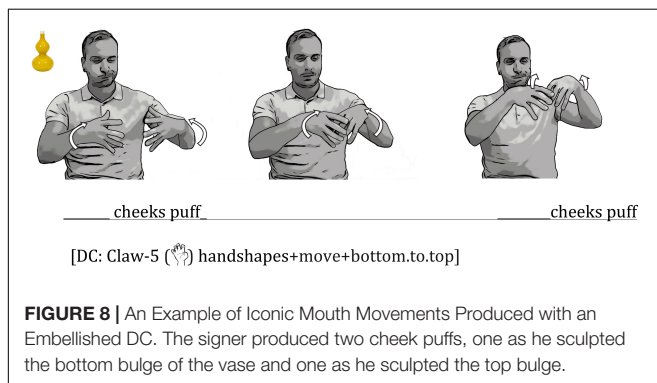 _______ cheeks puff_______________________________________________cheeks puff
[DC: Claw-5 () handshapes+move+bottom.to.top]
FIGURE 8 | An Example of Iconic Mouth Movements Produced with an
Embellished DC. The signer produced two cheek puffs, one as he sculpted
the bottom bulge of the vase and one as he sculpted the top bulge.